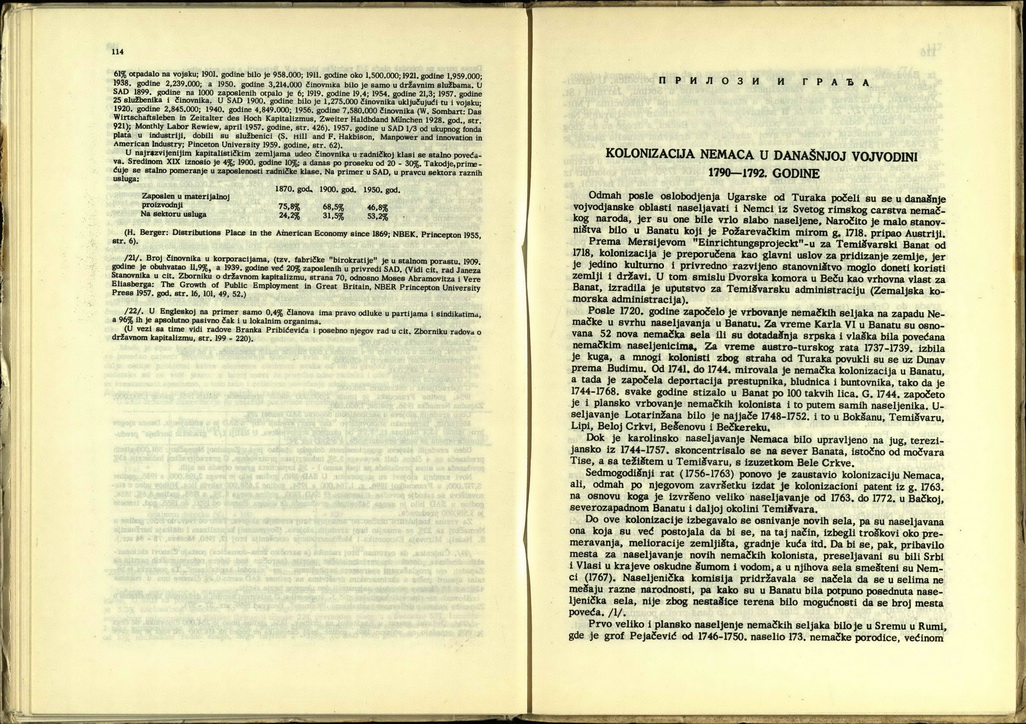 114
61% otpadalo na vojsku; 1901. godine bilo je 958.000; 1911. godine oko 1,500.000; 1921. godine 1,959.000;
1938. godine 2,239.000; a 1950. godine 3,214.000 činovnika bilo je samo u državnim službama. U
SAD 1899. godine na 1000 zaposlenih otpalo je 6; 1919. godine 19,4; 1954. godine 21,3; 1957. godine
25 službenika i činovnika. U SAD 1900. godine bilo je 1,275.000 činovnika uključujući tu i vojsku;
1920. godine 2,845.000; 1940. godine 4,849.000; 1956. godine 7,580.000 činovnika (W. Sombart: Das
Wirtschaftsleben in Zeitalter des Hoch Kapitalizmus, Zweiter Haldbdand München 1928. god., str.
921); Monthly Labor Rewiew, april 1957. godine, str. 426). 1957. godine u SAD 1/3 od ukupnog fonda
plata u industriji, dobili su službenici (S. Hill and F. Hakbison, Manpower and innovation in
American Industry; Pinceton University 1959. godine, str. 62).
U najrazvijenijim kapitalističkim zemljama udeo činovnika u radničkoj klasi se stalno poveća-
va. Sredinom XIX iznosio je 4%; 1900. godine 10%; a danas po proseku od 20 - 30%. Takodje, prime-
ćuje se stalno pomeranje u zaposlenosti radničke klase. Na primer u SAD, u pravcu sektora raznih
usluga:
1870. god. 1900. god. 1950. god.
Zaposlen u materijalnoj
proizvodnji 75,8% 68,5% 46,8%
Na sektoru usluga 24,2% 31,5% 53,2%
(H. Berger: Distributions Place in the American Economy since 1869; NBEK. Princepton 1955,
str. 6).
/21/. Broj činovnika u korporacijama, (tzv. fabričke "birokratije" je u stalnom porastu. 1909.
godine je obuhvatao 11,9%, a 1939. godine već 20% zaposlenih u privredi SAD. (Vidi cit. rad Janeza
Stanovnika u cit. Zborniku o državnom kapitalizmu, strana 70, odnosno Moses Abramovirza i Vere
Eliasberga: The Growth of Public Employment in Great Britain, NBER Princepton University
Press 1957. god. str. 16, 101, 49, 52.)
/22/. U Engleskoj na primer samo 0,4% članova ima pravo odluke u partijama i sindikatima,
a 96% ih je apsolutno pasivno čak i u lokalnim organima.
(U vezi sa time vidi radove Branka Pribićevića i posebno njegov rad u cit. Zborniku radova o
državnom kapitalizmu, str. 199 - 220).
ПРИЛОЗИ И ГРАЂА
KOLONIZACIJA NEMACA U DANAŠNJOJ VOJVODINI
1790—1792. GODINE
Odmah posle oslobodjenja Ugarske od Turaka počeli su se u današnje
vojvodjanske oblasti naseljavati i Nemci iz Svetog rimskog carstva nemač-
kog naroda, jer su one bile vrlo slabo naseljene. Naročito je malo stanov-
ništva bilo u Banatu koji je Požarevačkim mirom g. 1718. pripao Austriji.
Prema Mersijevom "Einrichtungsprojeckt"-u za Temišvarski Banat od
1718, kolonizacija je preporučena kao glavni uslov za pridizanje zemlje, jer
je jedino kulturno i privredno razvijeno stanovništvo moglo doneti koristi
zemlji i državi. U tom smislu Dvorska komora u Beču kao vrhovna vlast za
Banat, izradila je uputstvo za Temišvarsku administraciju (Zemaljska ko-
morska administracija).
Posle 1720. godine započelo je vrbovanje nemačkih seljaka na zapadu Ne-
mačke u svrhu naseljavanja u Banatu. Za vreme Karla VI u Banatu su osno-
vana 52 nova nemačka sela ili su dotadašnja srpska i vlaška bila povećana
nemačkim naseljenicima. Za vreme austro-turskog rata 1737-1739. izbila
je kuga, a mnogi kolonisti zbog straha od Turaka povukli su se uz Dunav
prema Budimu. Od 1741. do 1744. mirovala je nemačka kolonizacija u Banatu,
a tada je započela deportacija prestupnika, bludnica i buntovnika, tako da je
1744-1768. svake godine stizalo u Banat po 100 takvih lica. G. 1744. započeto
je i plansko vrbovanje nemačkih kolonista i to putem samih naseljenika. U-
seljavanje Lotarinžana bilo je najjače 1748-1752. i to u Bokšanu, Temišvaru,
Lipi, Beloj Crkvi, Bešenovu i Bečkereku.
Dok je karolinsko naseljavanje Nemaca bilo upravljeno na jug, terezi-
jansko iz 1744-1757. skoncentrisalo se na sever Banata, istočno od močvara
Tise, a sa težištem u Temišvaru, s izuzetkom Bele Crkve.
Sedmogodišnji rat (1756-1763) ponovo je zaustavio kolonizaciju Nemaca,
ali, odmah po njegovom završetku izdat je kolonizacioni patent iz g. 1763.
na osnovu koga je izvršeno veliko naseljavanje od 1763. do 1772. u Bačkoj,
severozapadnom Banatu i daljoj okolini Temišvara.
Do ove kolonizacije izbegavalo se osnivanje novih sela, pa su naseljavana
ona koja su već postojala da bi se, na taj način, izbegli troškovi oko pre-
meravanja, melioracije zemljišta, gradnje kuća itd. Da bi se, pak, pribavilo
mesta za naseljavanje novih nemačkih kolonista, preseljavani su bili Srbi
i Vlasi u krajeve oskudne šumom i vodom, a u njihova sela smešteni su Nem-
ci (1767). Naseljenička komisija pridržavala se načela da se u selima ne
mešaju razne narodnosti, pa kako su u Banatu bila potpuno posednuta nase-
ljenička sela, nije zbog nestašice terena bilo mogućnosti da se broj mesta
poveća. /1/.
Prvo veliko i plansko naseljenje nemačkih seljaka bilo je u Sremu u Rumi,
gde je grof Pejačević od 1746-1750. naselio 173. nemačke porodice, većinom